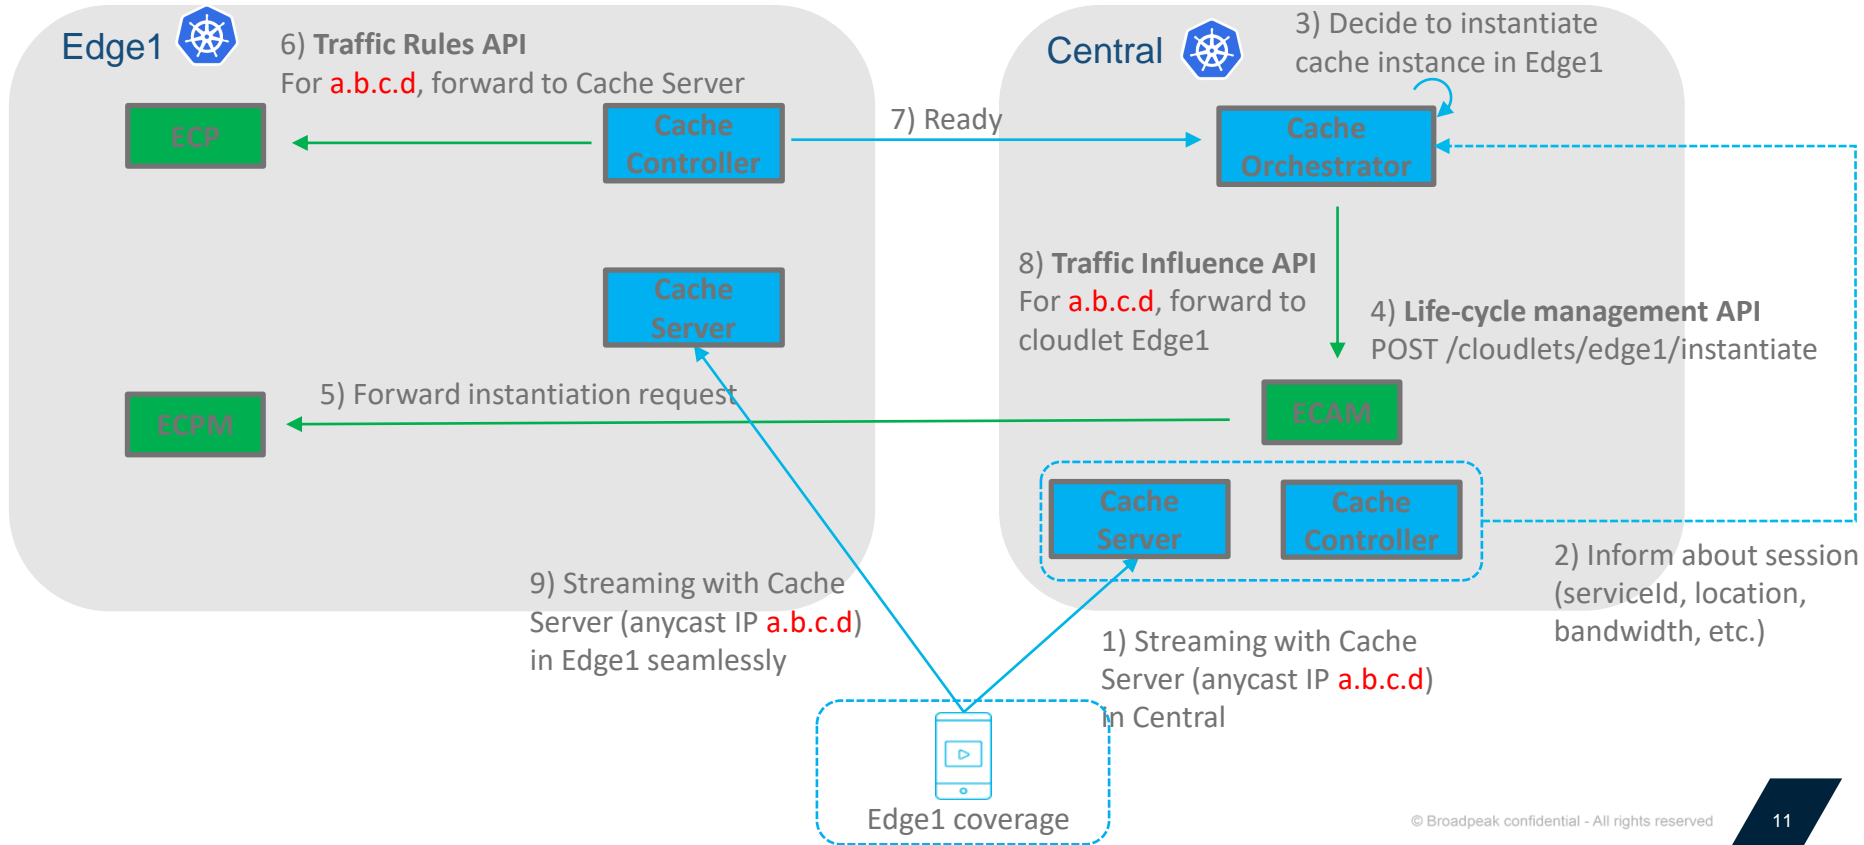 Edge1
6) Traffic Rules API
For a.b.c.d, forward to Cache Server
ECP
Cache
Controller
7) Ready
Central
3) Decide to instantiate
cache instance in Edge1
Cache
Orchestrator
Cache
Server
8) Traffic Influence API
For a.b.c.d, forward to
cloudlet Edge1
4) Life-cycle management API
POST /cloudlets/edge1/instantiate
5) Forward instantiation request
ECPM
ECAM
Cache
Server
Cache
Controller
2) Inform about session
(serviceId, location,
bandwidth, etc.)
9) Streaming with Cache
Server (anycast IP a.b.c.d)
in Edge1 seamlessly
1) Streaming with Cache
Server (anycast IP a.b.c.d)
in Central
Edge1 coverage
© Broadpeak confidential - All rights reserved
11